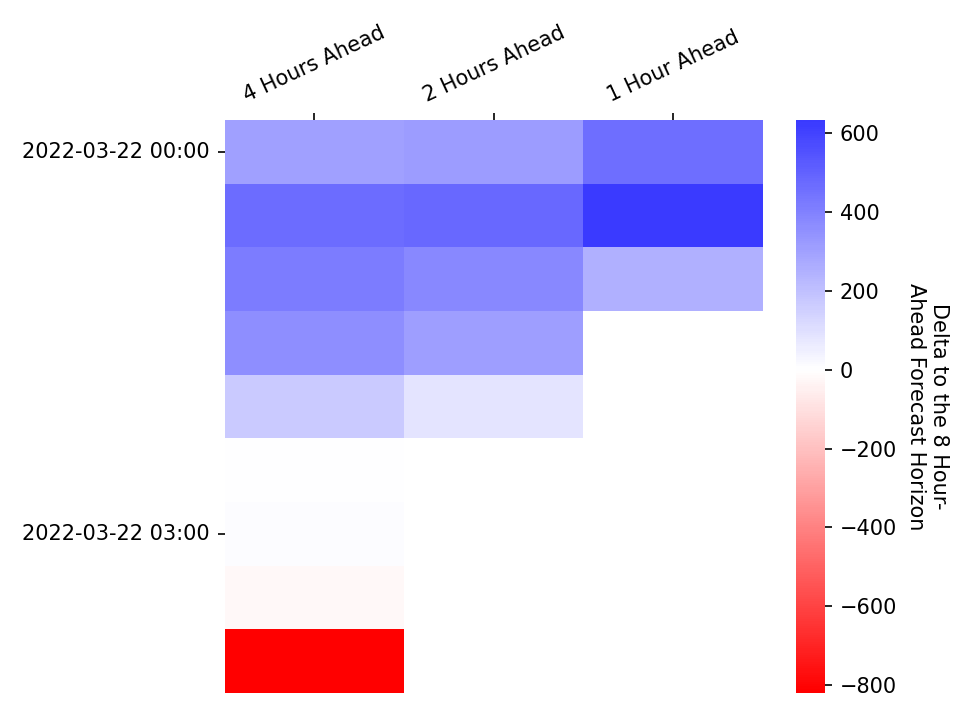 4 Hours Ahead
2 Hours Ahead
1 Hour Ahead
2022-03-22 00:00
2022-03-22 03:00
600
400
200
0
−200
−400
−600
−800
Delta to the 8 Hour-
Ahead Forecast Horizon